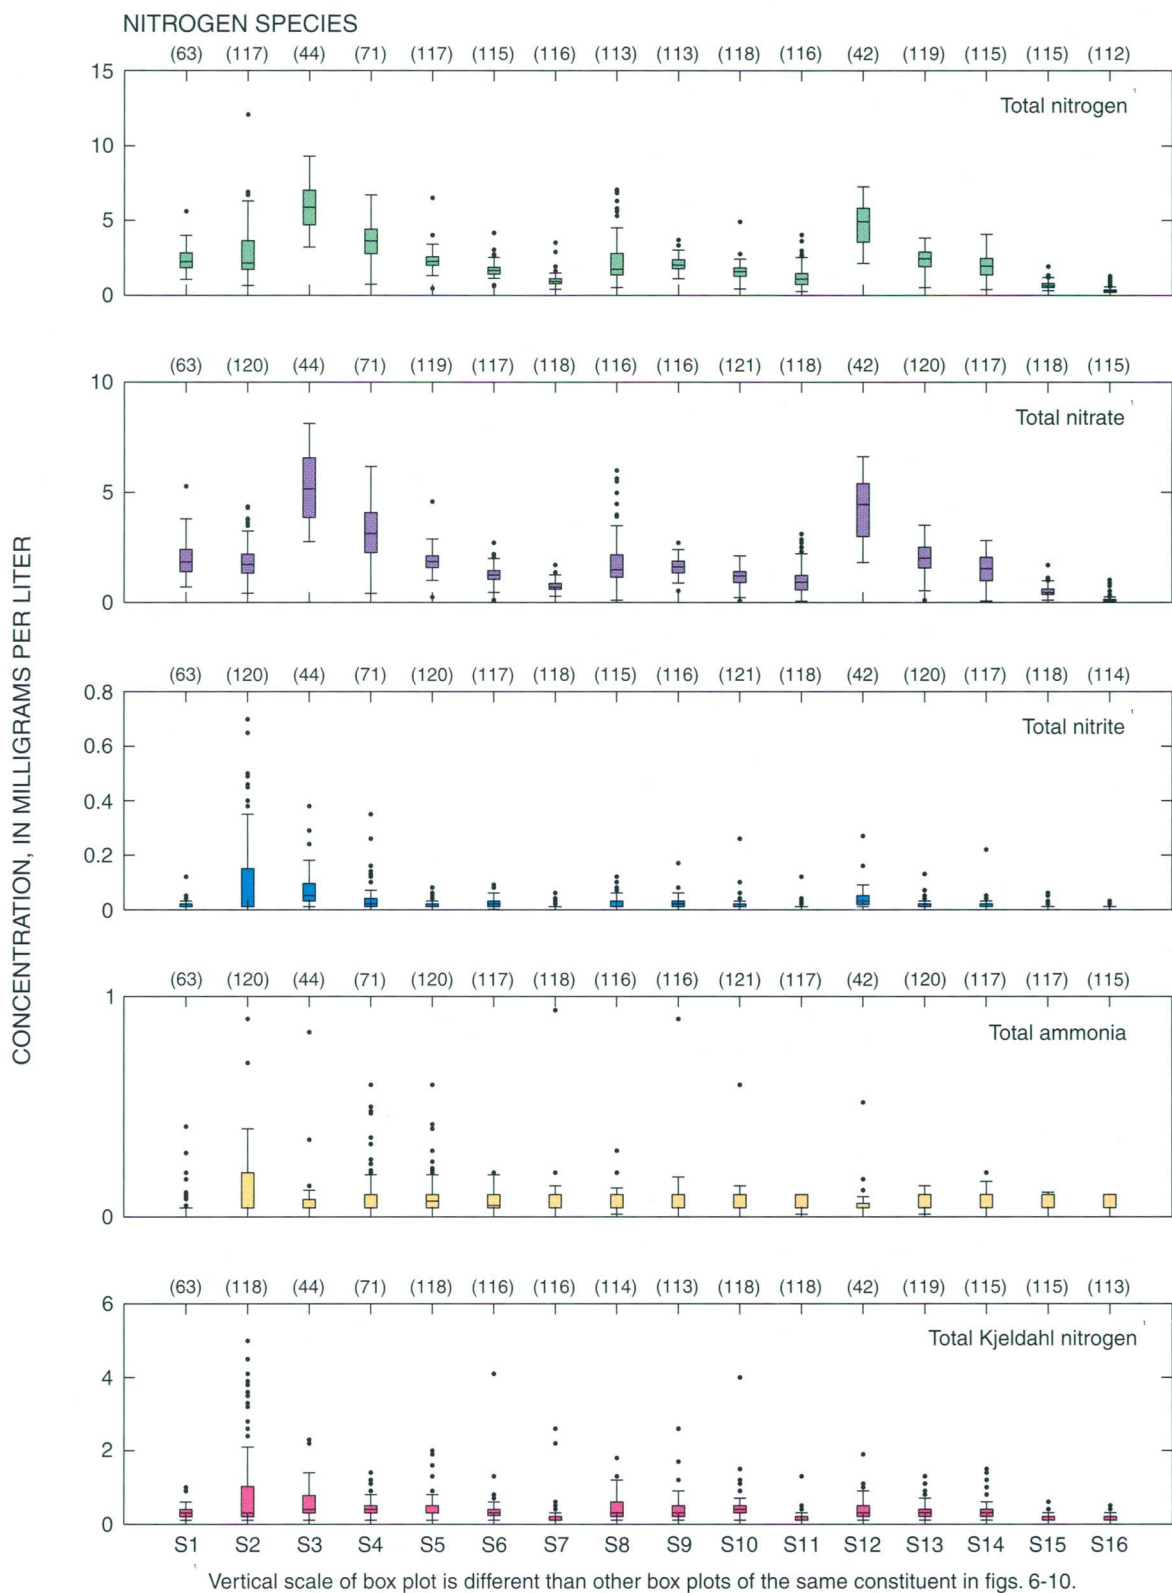 NITROGEN SPECIES
(63) (117) (44) (71) (117) (115) (116) (113) (113) (118) (116) (42) (119) (115) (115) (112)
15
Total nitrogen 1
10
5
0
(63) (120) (44) (71) (119) (117) (118) (116) (116) (121) (118) (42) (120) (117) (118) (115)
10
Total nitrate 1
5
0
(63) (120) (44) (71) (120) (117) (118) (115) (116) (121) (118) (42) (120) (117) (118) (114)
0.8
Total nitrite 1
0.6
0.4
0.2
0
(63) (120) (44) (71) (120) (117) (118) (116) (116) (121) (117) (42) (120) (117) (117) (115)
1
Total ammonia
0
(63) (118) (44) (71) (118) (116) (116) (114) (113) (118) (118) (42) (119) (115) (115) (113)
6
Total Kjeldahl nitrogen 1
4
2
0
CONCENTRATION, IN MILLIGRAMS PER LITER
S1 S2 S3 S4 S5 S6 S7 S8 S9 S10 S11 S12 S13 S14 S15 S16
1 Vertical scale of box plot is different than other box plots of the same constituent in figs. 6-10.